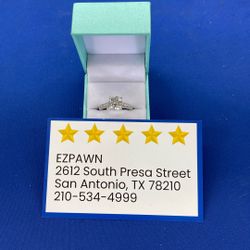 EZPAWN
2612 South Presa Street
San Antonio, TX 78210
210-534-4999